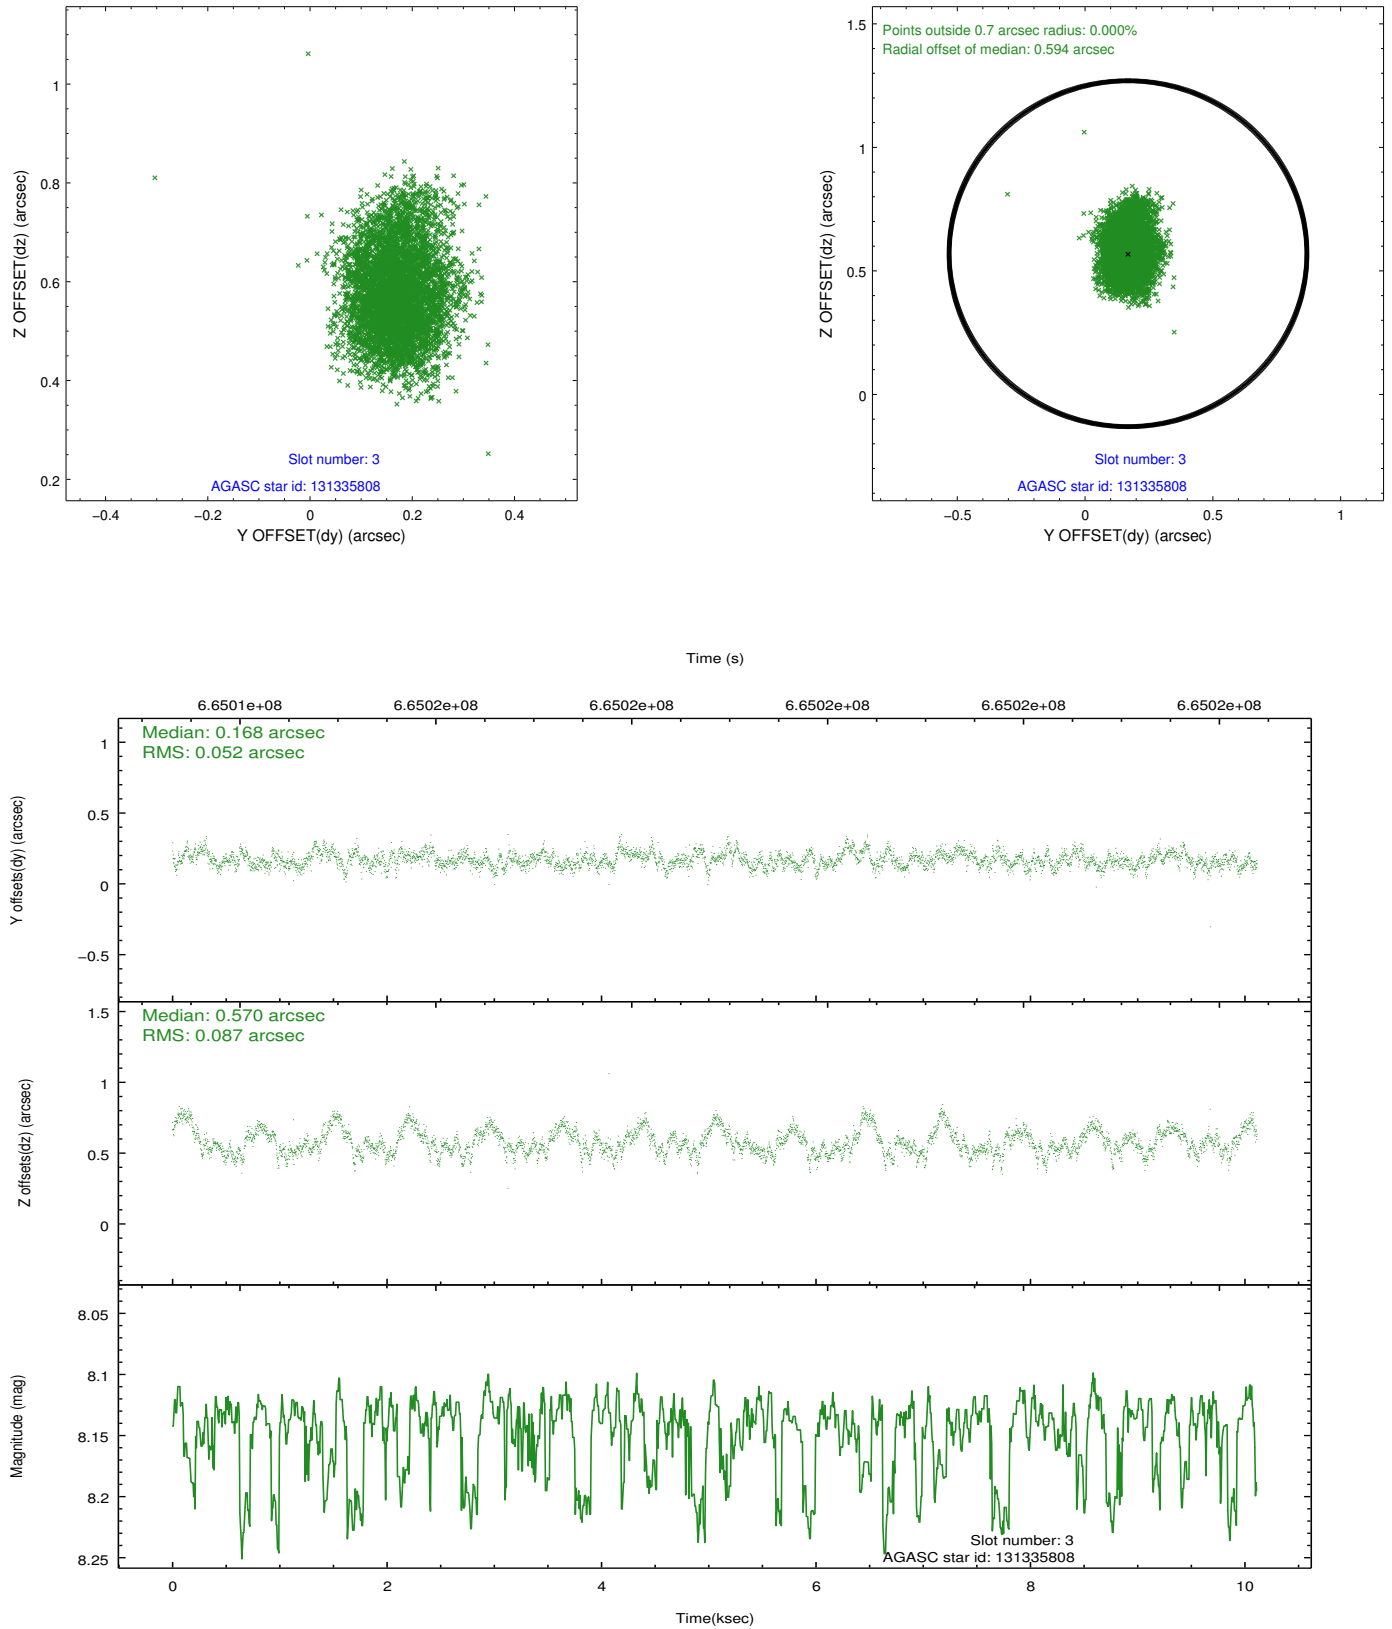 1
0.8
0.6
0.4
0.2
−0.4
−0.2
0
0.2
0.4
Z OFFSET(dz) (arcsec)
Y OFFSET(dy) (arcsec)
Slot number: 3
AGASC star id: 131335808
Points outside 0.7 arcsec radius: 0.000%
Radial offset of median: 0.594 arcsec
1.5
1
0.5
0
−0.5
0
0.5
1
Z OFFSET(dz) (arcsec)
Y OFFSET(dy) (arcsec)
Slot number: 3
AGASC star id: 131335808
Time (s)
6.6501e+08
6.6502e+08
6.6502e+08
6.6502e+08
6.6502e+08
6.6502e+08
Median: 0.168 arcsec
RMS: 0.052 arcsec
1
0.5
0
−0.5
Y offsets(dy) (arcsec)
Median: 0.570 arcsec
RMS: 0.087 arcsec
1.5
1
0.5
0
Z offsets(dz) (arcsec)
8.05
8.1
8.15
8.2
8.25
Magnitude (mag)
Slot number: 3
AGASC star id: 131335808
0
2
4
6
8
10
Time(ksec)